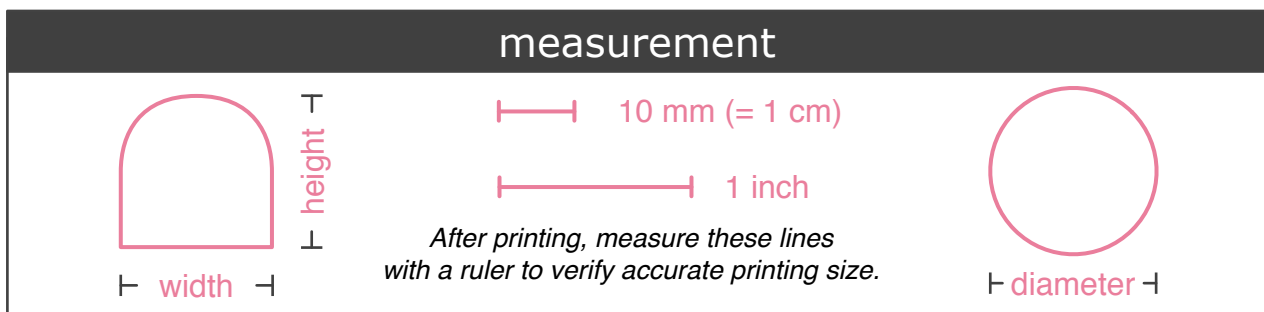 measurement
height
width
10 mm (= 1 cm)
1 inch
After printing, measure these lines
with a ruler to verify accurate printing size.
diameter